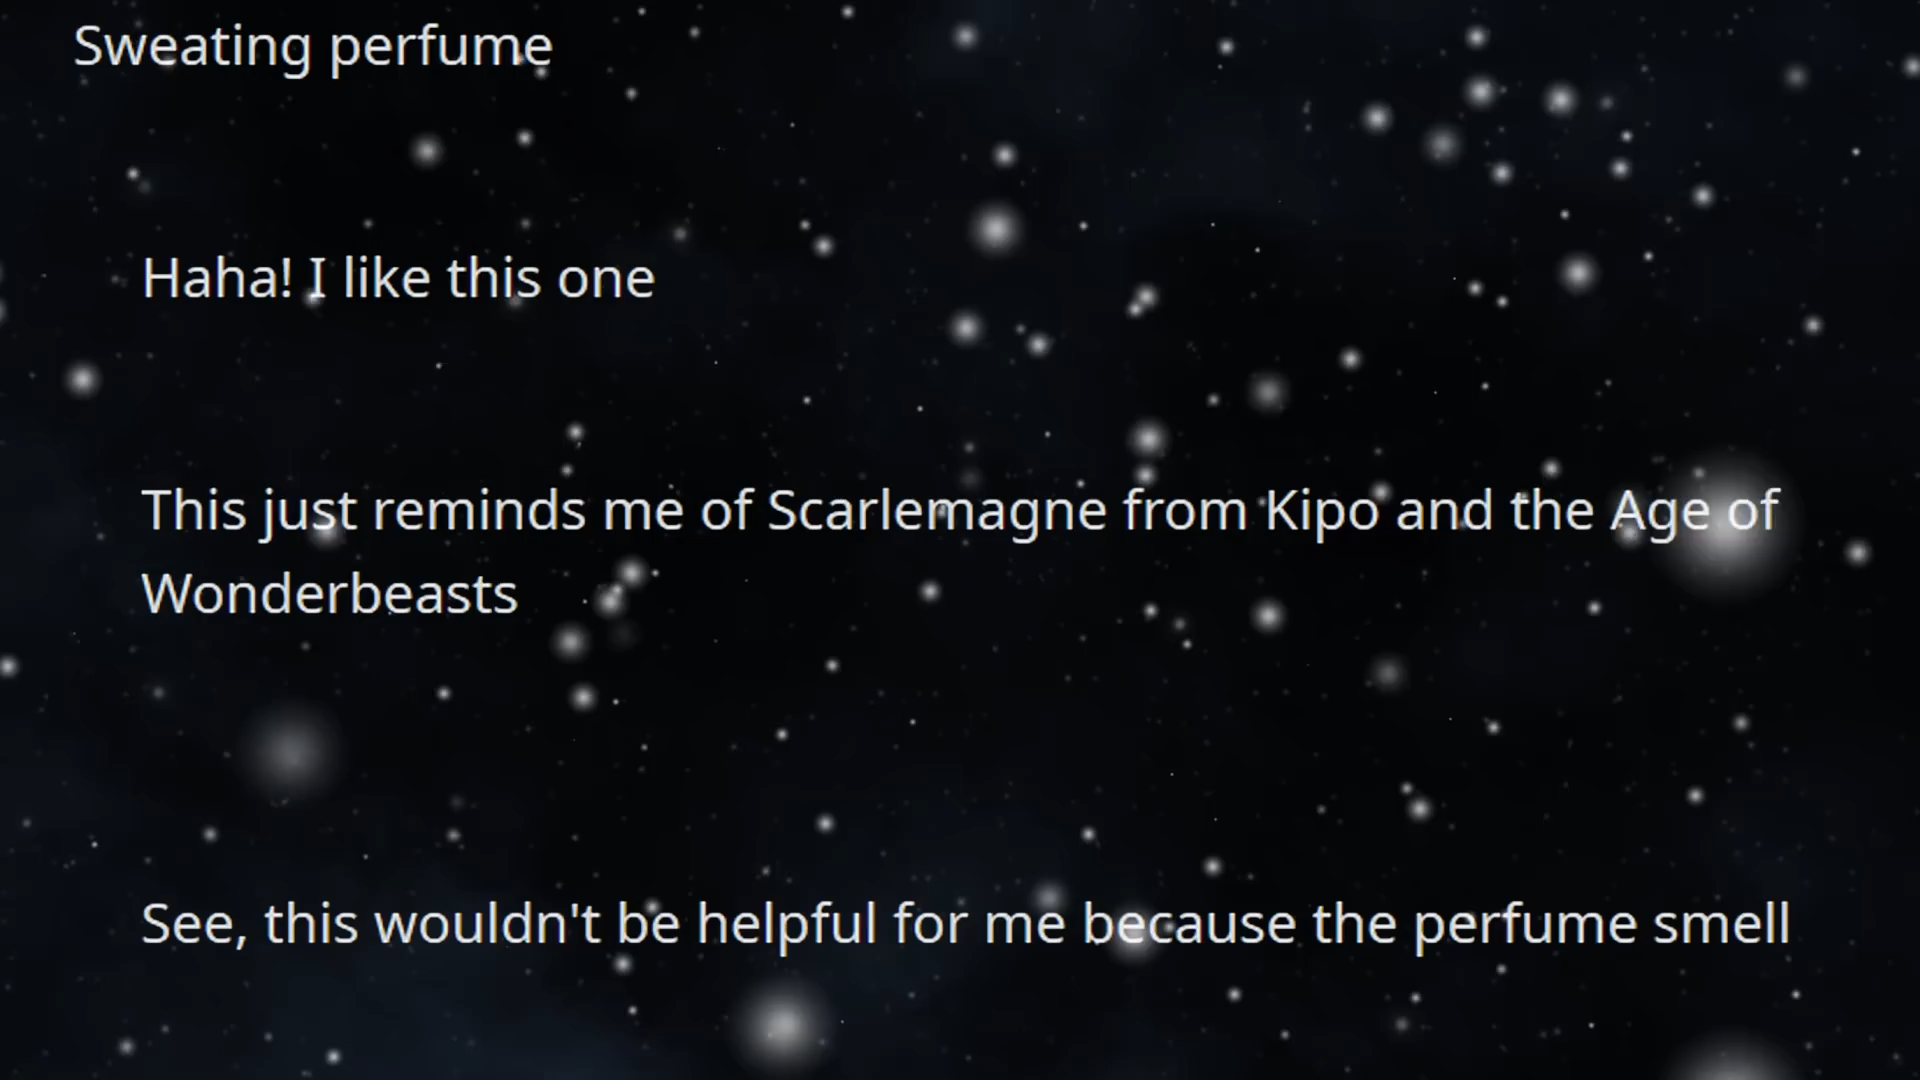 Sweating perfume
Haha! I like this one
This just reminds me of Scarlemagne from Kipo and the Age of
Wonderbeasts
See, this wouldn't be helpful for me because the perfume smell